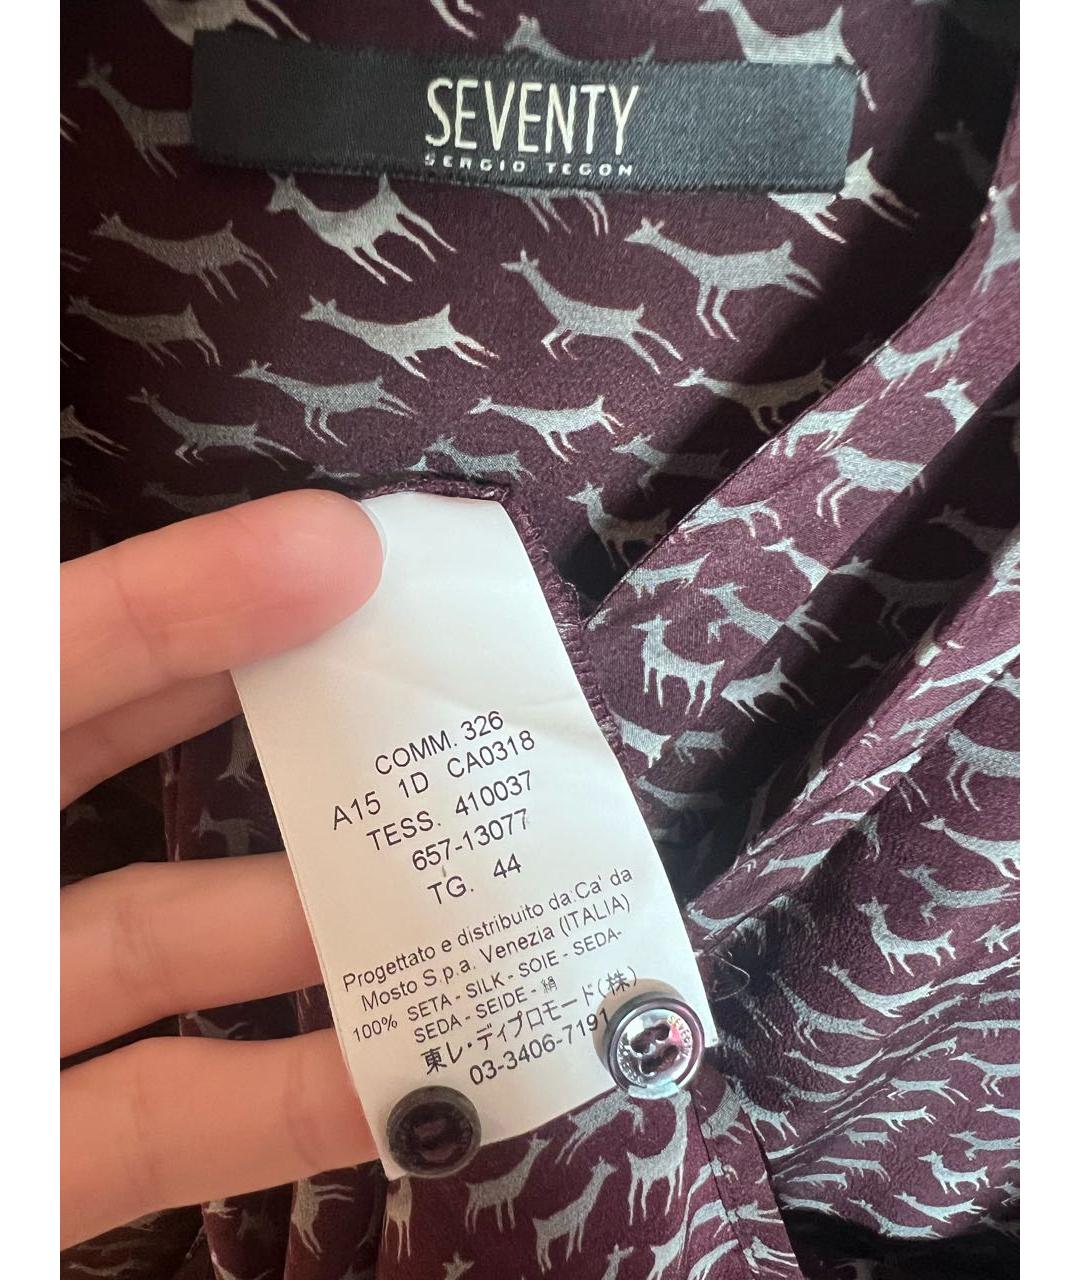 SEVENTY
SERGIO TEGON
COMM. 326
A15 1D CA0318
TESS. 410037
657-13077
TG. 44
Progettato e distribuito da:Ca' da
Mosto S.p.a. Venezia (ITALIA)
100% SETA - SILK - SOIE - SEDA-
SEDA - SEIDE - 絹
東レ・ディプロモード(株)
03-3406-7191
SEVENTY